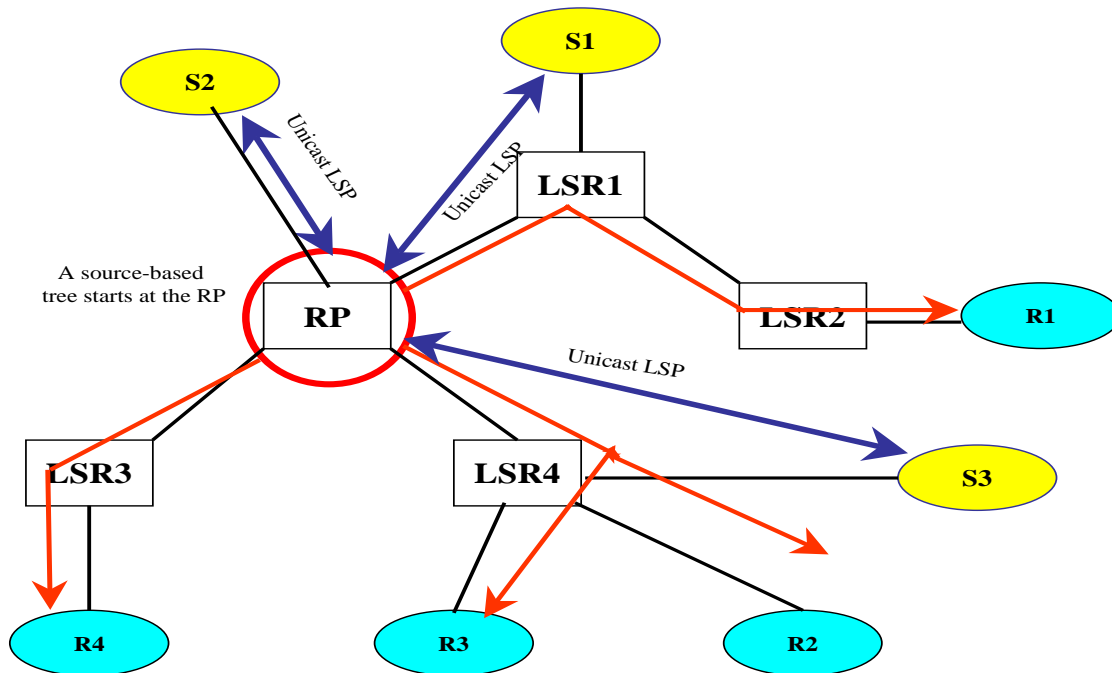 S1
S2
Unicast LSP
Unicast LSP
LSR1
A source-based
tree starts at the RP
RP
LSR2
R1
Unicast LSP
LSR3
LSR4
S3
R4
R3
R2